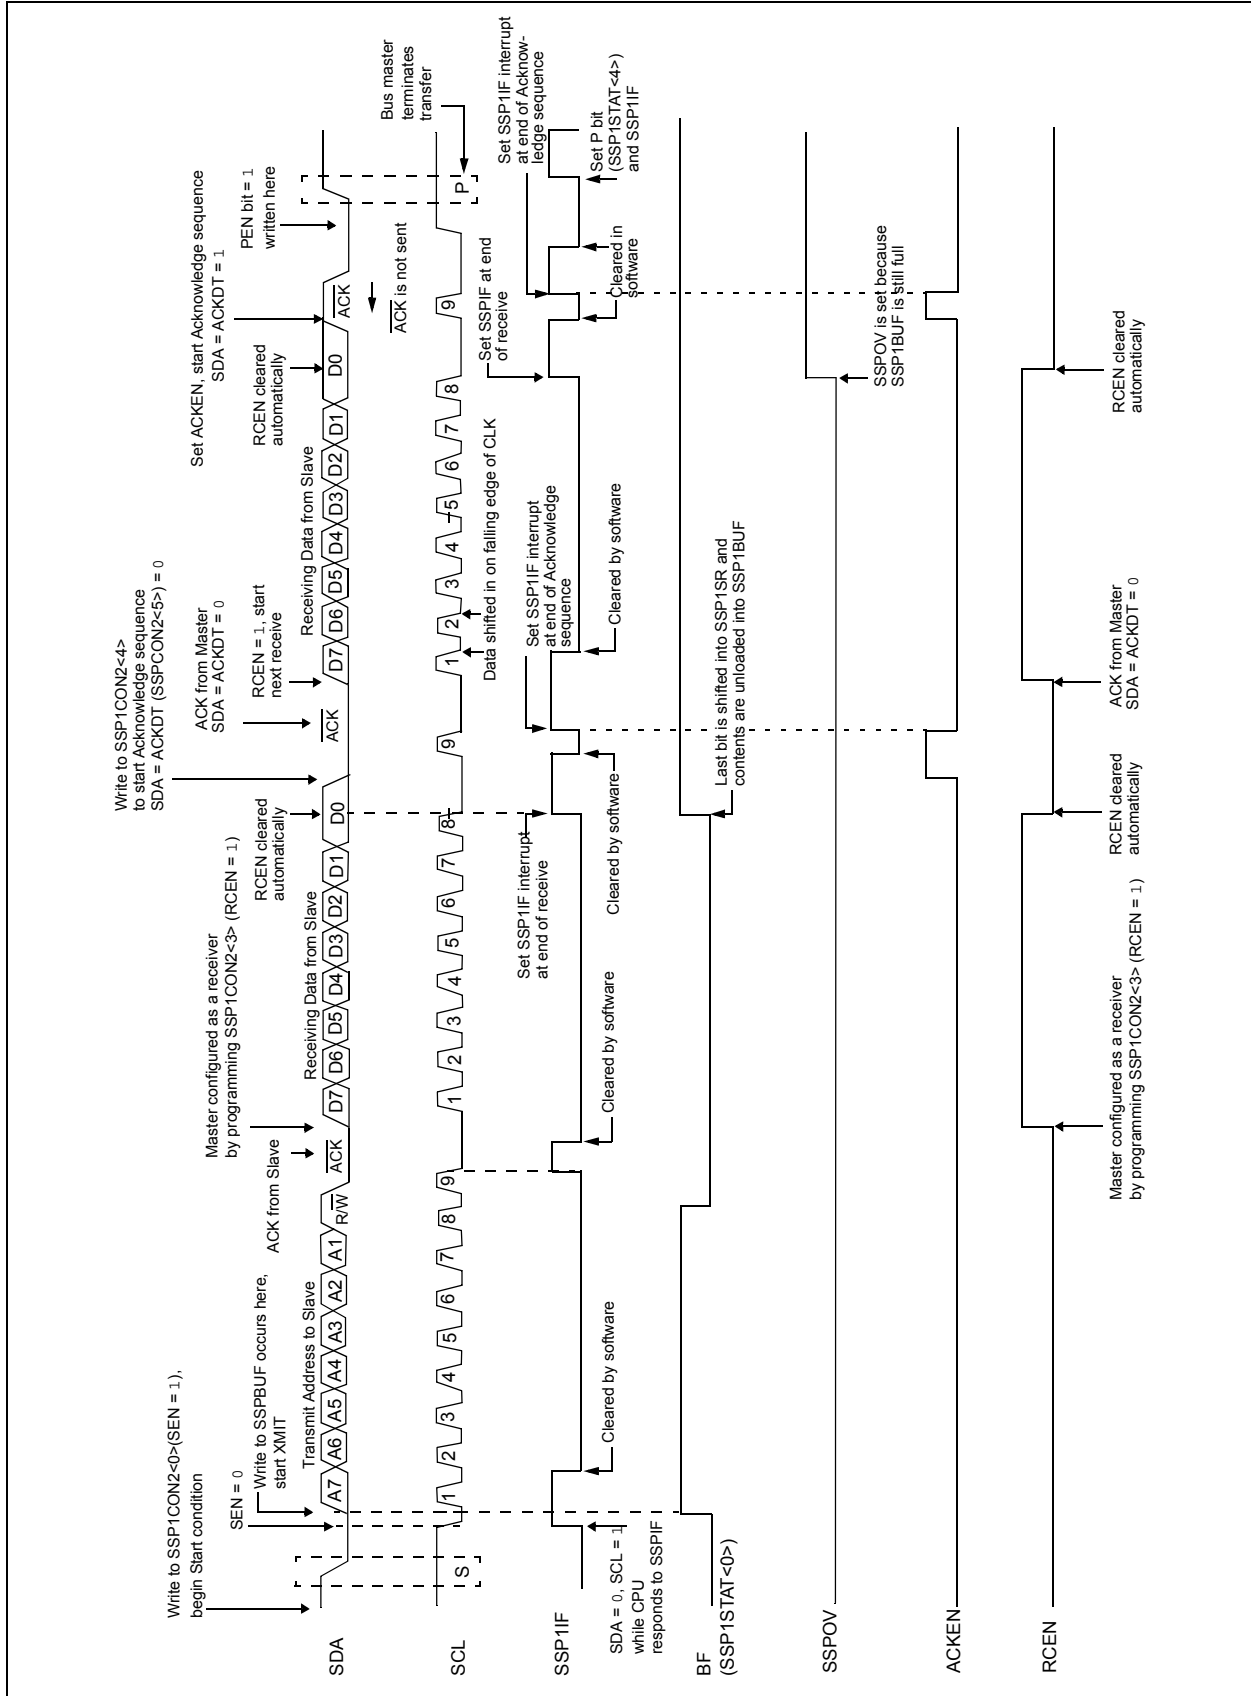 Write to SSP1CON2<0>(SEN = 1),
begin Start condition
SEN = 0
Write to SSPBUF occurs here,
start XMIT
ACK from Slave
Master configured as a receiver
by programming SSP1CON2<3> (RCEN = 1)
RCEN cleared
automatically
Write to SSP1CON2<4>
to start Acknowledge sequence
SDA = ACKDT (SSPCON2<5>) = 0
ACK from Master
SDA = ACKDT = 0
RCEN = 1, start
next receive
RCEN cleared
automatically
Set ACKEN, start Acknowledge sequence
SDA = ACKDT = 1
PEN bit = 1
written here
Transmit Address to Slave
Receiving Data from Slave
Receiving Data from Slave
SDA
A7 A6 A5 A4 A3 A2 A1 R/W ACK D7 D6 D5 D4 D3 D2 D1 D0 ACK D7 D6 D5 D4 D3 D2 D1 D0 ACK
ACK is not sent
Bus master
terminates
transfer
SCL
S 1 2 3 4 5 6 7 8 9 1 2 3 4 5 6 7 8 9 1 2 3 4 5 6 7 8 9 P
Data shifted in on falling edge of CLK
Set SSP1IF interrupt
at end of receive
Set SSP1IF interrupt
at end of Acknowledge
sequence
Set SSPIF at end
of receive
Set SSP1IF interrupt
at end of Acknow-
ledge sequence
SSP1IF
SDA = 0, SCL = 1
while CPU
responds to SSPIF
Cleared by software
Cleared by software
Cleared by software
Cleared by software
Cleared in
software
Set P bit
(SSP1STAT<4>)
and SSP1IF
BF
(SSP1STAT<0>)
Last bit is shifted into SSP1SR and
contents are unloaded into SSP1BUF
SSPOV
SSPOV is set because
SSP1BUF is still full
ACKEN
RCEN
Master configured as a receiver
by programming SSP1CON2<3> (RCEN = 1)
RCEN cleared
automatically
ACK from Master
SDA = ACKDT = 0
RCEN cleared
automatically